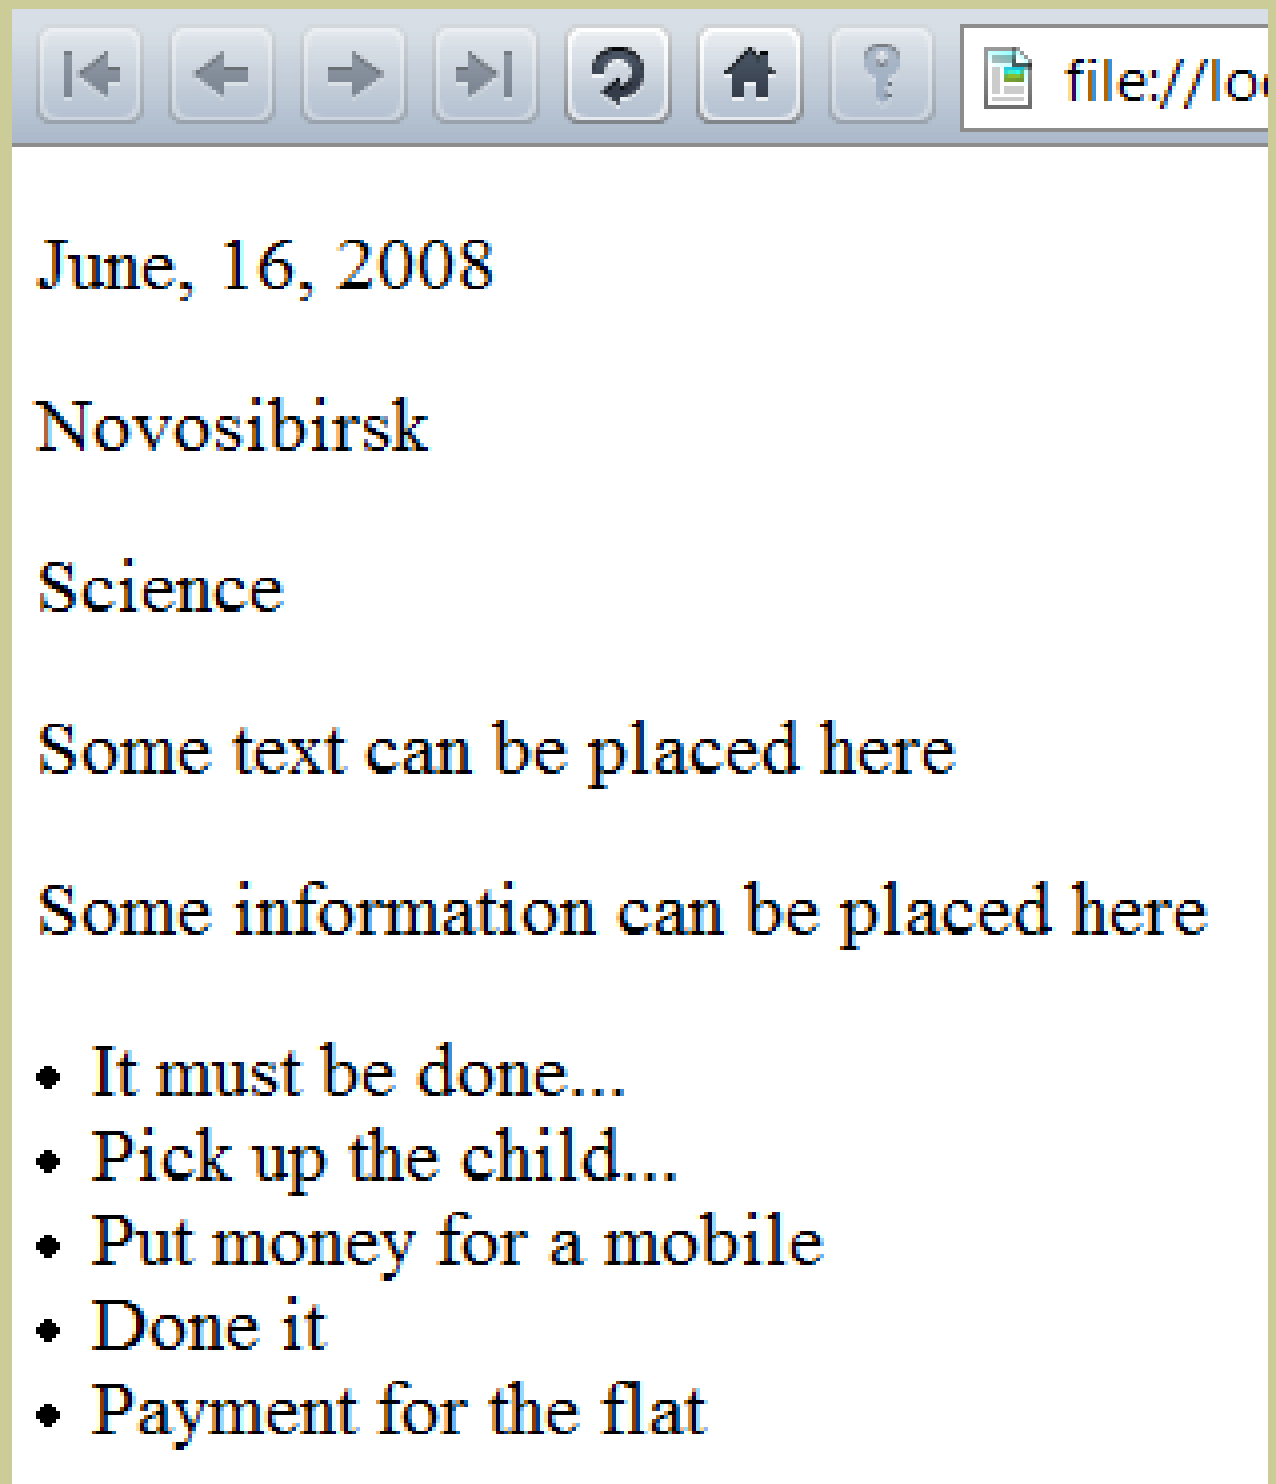 file://lo
June, 16, 2008
Novosibirsk
Science
Some text can be placed here
Some information can be placed here
• It must be done...
• Pick up the child...
• Put money for a mobile
• Done it
• Payment for the flat